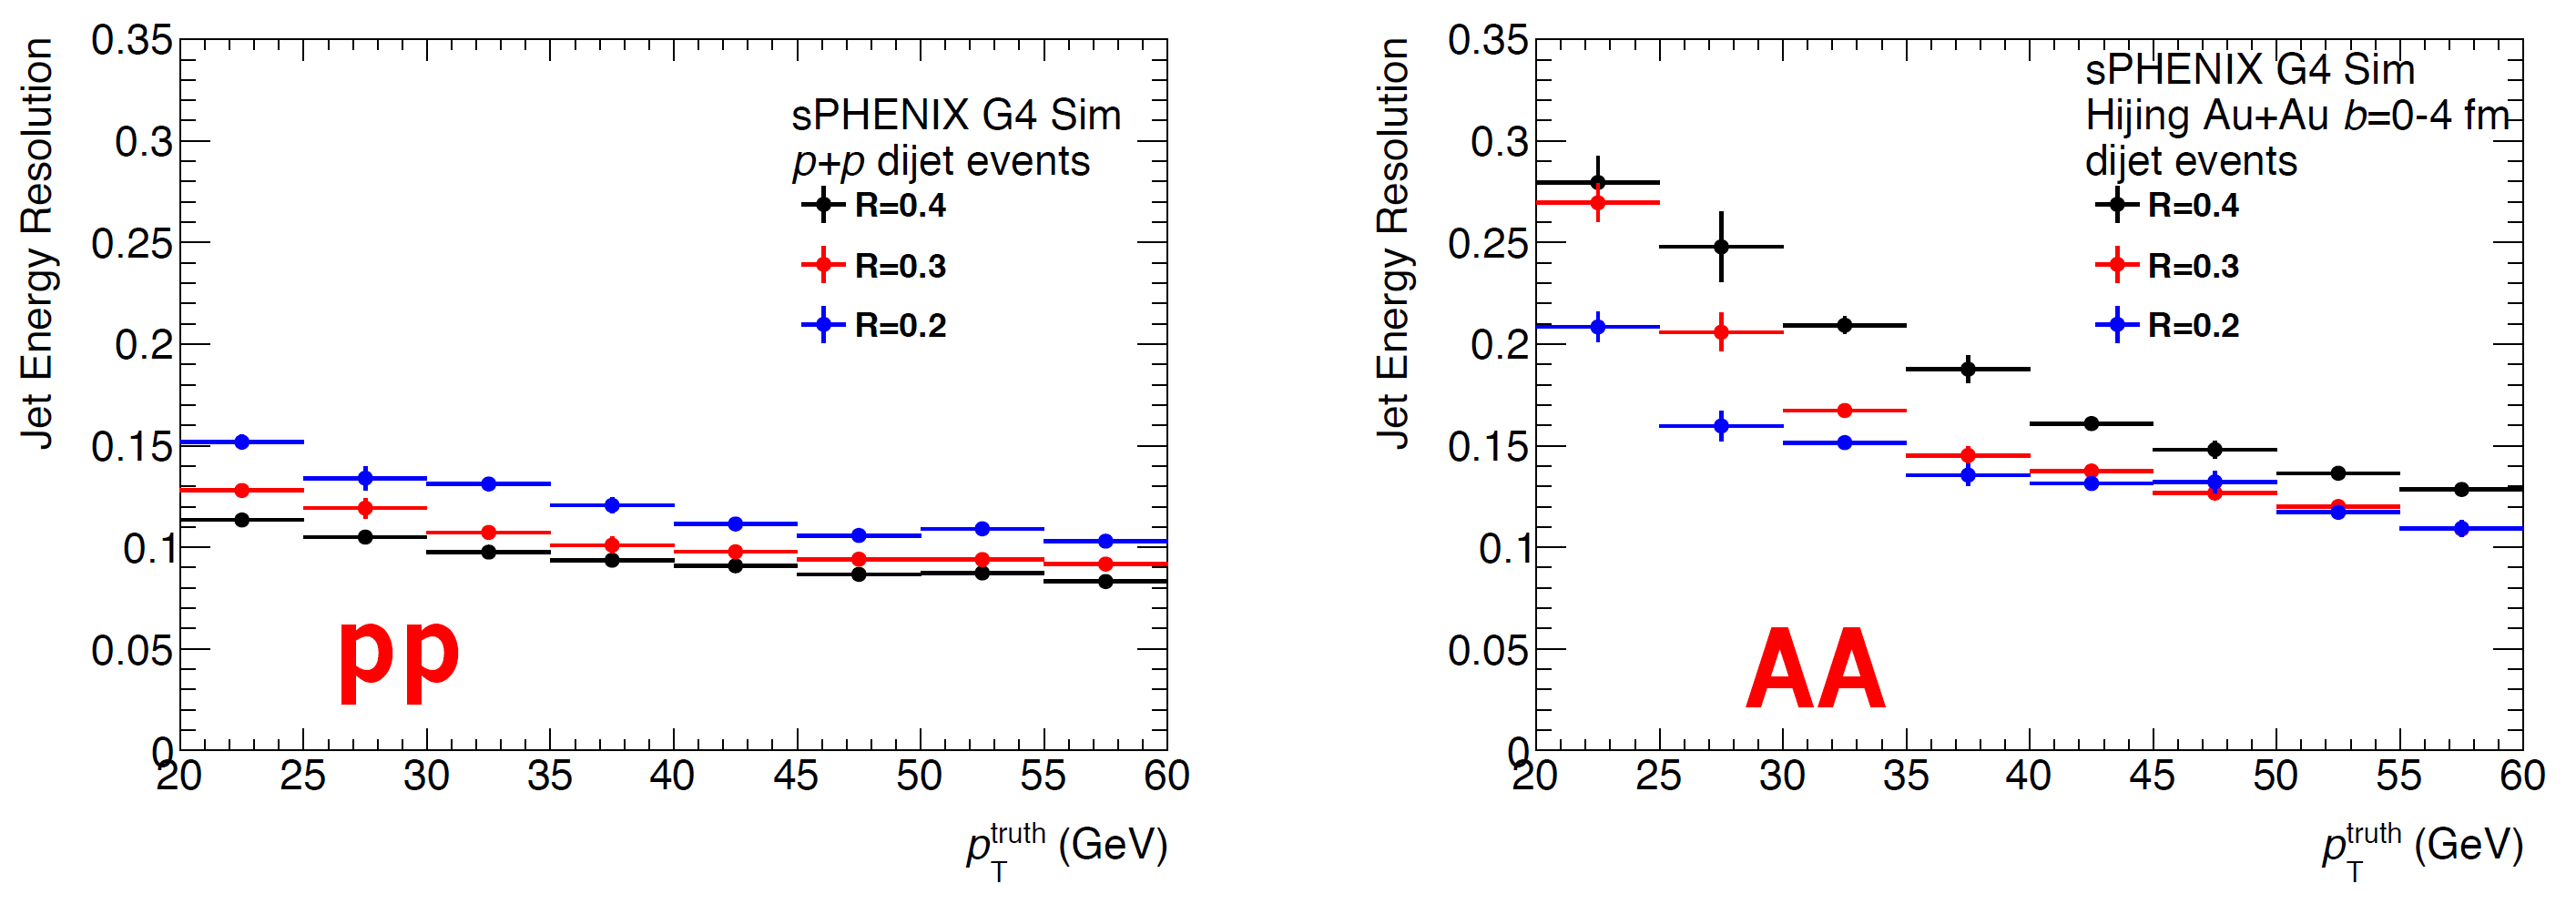 Jet Energy Resolution
0.35
0.3
0.25
0.2
0.15
0.1
0.05
0
sPHENIX G4 Sim
p+p dijet events
R=0.4
R=0.3
R=0.2
pp
20 25 30 35 40 45 50 55 60
p_T^truth (GeV)
Jet Energy Resolution
0.35
0.3
0.25
0.2
0.15
0.1
0.05
0
sPHENIX G4 Sim
Hijing Au+Au b=0-4 fm
dijet events
R=0.4
R=0.3
R=0.2
AA
20 25 30 35 40 45 50 55 60
p_T^truth (GeV)